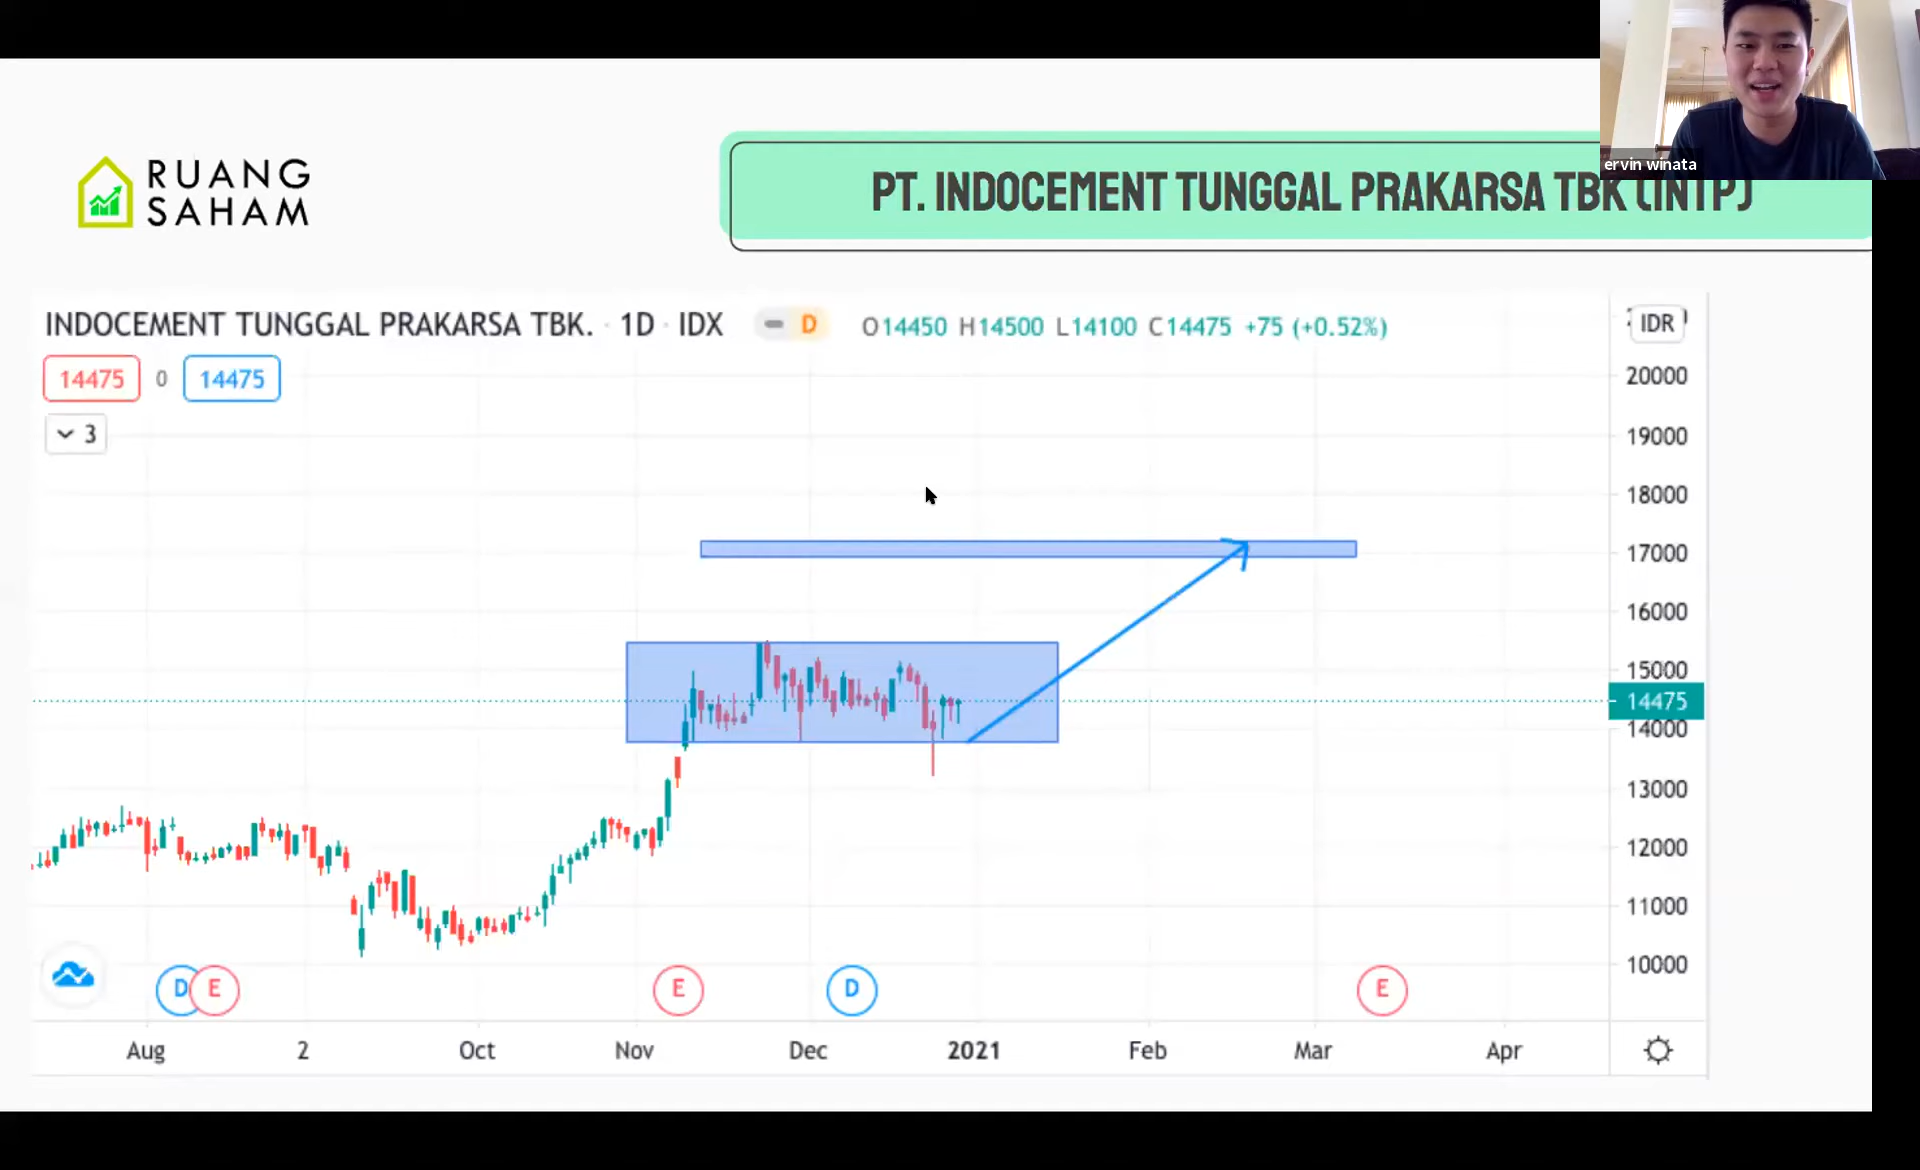 ervin winata
RUANG
SAHAM
PT. INDOCEMENT TUNGGAL PRAKARSA TBK (INTP)
INDOCEMENT TUNGGAL PRAKARSA TBK. · 1D · IDX D O14450 H14500 L14100 C14475 +75 (+0.52%)
IDR
14475 0 14475
3
20000
19000
18000
17000
16000
15000
14475
14000
13000
12000
11000
10000
D E E D E
Aug 2 Oct Nov Dec 2021 Feb Mar Apr